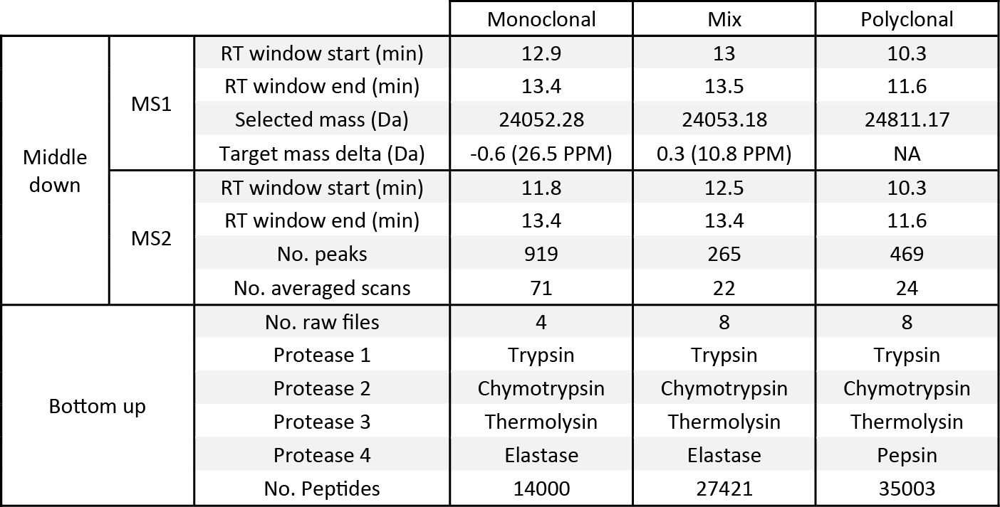 Monoclonal Mix Polyclonal
RT window start (min) 12.9 13 10.3
RT window end (min) 13.4 13.5 11.6
MS1
Selected mass (Da) 24052.28 24053.18 24811.17
Target mass delta (Da) -0.6 (26.5 PPM) 0.3 (10.8 PPM) NA
Middle
down
RT window start (min) 11.8 12.5 10.3
RT window end (min) 13.4 13.4 11.6
MS2
No. peaks 919 265 469
No. averaged scans 71 22 24
No. raw files 4 8 8
Protease 1 Trypsin Trypsin Trypsin
Protease 2 Chymotrypsin Chymotrypsin Chymotrypsin
Bottom up
Protease 3 Thermolysin Thermolysin Thermolysin
Protease 4 Elastase Elastase Pepsin
No. Peptides 14000 27421 35003